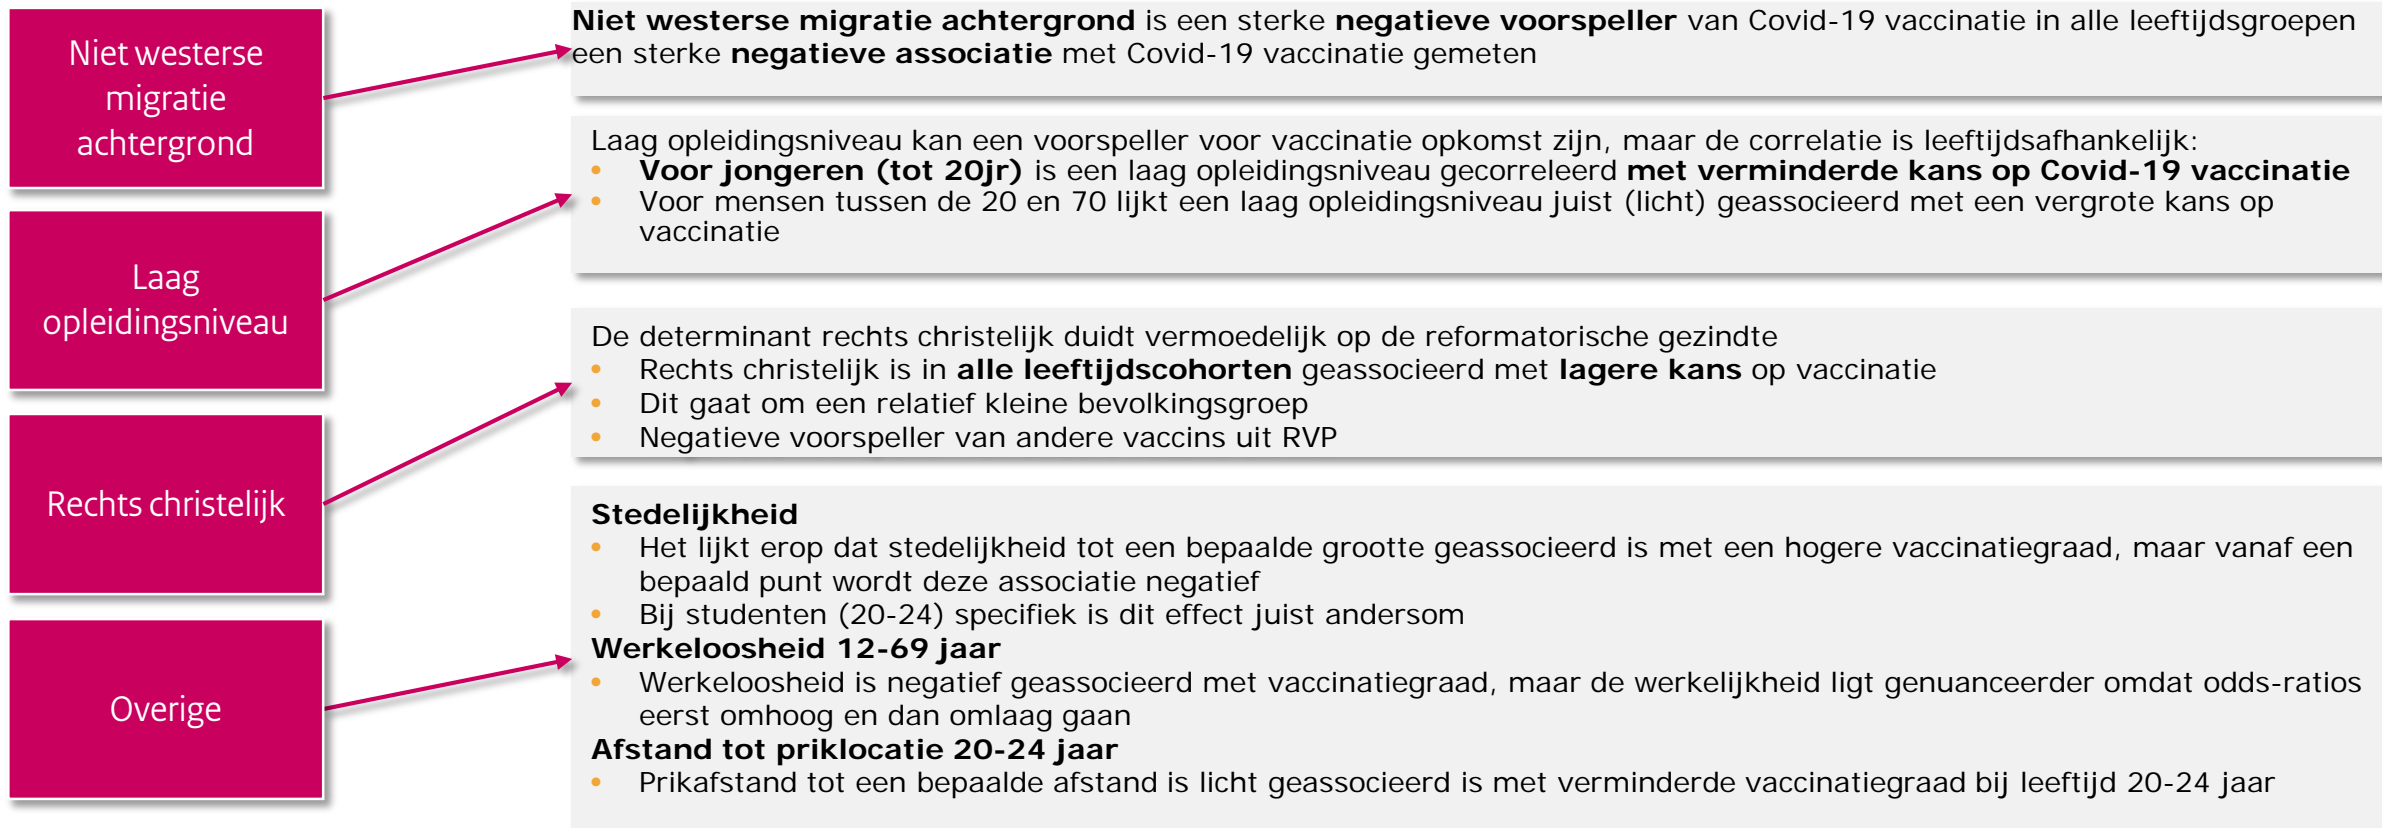 Niet westerse
migratie
achtergrond
Niet westerse migratie achtergrond is een sterke negatieve voorspeller van Covid-19 vaccinatie in alle leeftijdsgroepen
een sterke negatieve associatie met Covid-19 vaccinatie gemeten
Laag
opleidingsniveau
Laag opleidingsniveau kan een voorspeller voor vaccinatie opkomst zijn, maar de correlatie is leeftijdsafhankelijk:
• Voor jongeren (tot 20jr) is een laag opleidingsniveau gecorreleerd met verminderde kans op Covid-19 vaccinatie
• Voor mensen tussen de 20 en 70 lijkt een laag opleidingsniveau juist (licht) geassocieerd met een vergrote kans op
vaccinatie
Rechts christelijk
De determinant rechts christelijk duidt vermoedelijk op de reformatorische gezindte
• Rechts christelijk is in alle leeftijdscohorten geassocieerd met lagere kans op vaccinatie
• Dit gaat om een relatief kleine bevolkingsgroep
• Negatieve voorspeller van andere vaccins uit RVP
Overige
Stedelijkheid
• Het lijkt erop dat stedelijkheid tot een bepaalde grootte geassocieerd is met een hogere vaccinatiegraad, maar vanaf een
bepaald punt wordt deze associatie negatief
• Bij studenten (20-24) specifiek is dit effect juist andersom
Werkeloosheid 12-69 jaar
• Werkeloosheid is negatief geassocieerd met vaccinatiegraad, maar de werkelijkheid ligt genuanceerder omdat odds-ratios
eerst omhoog en dan omlaag gaan
Afstand tot priklocatie 20-24 jaar
• Prikafstand tot een bepaalde afstand is licht geassocieerd is met verminderde vaccinatiegraad bij leeftijd 20-24 jaar